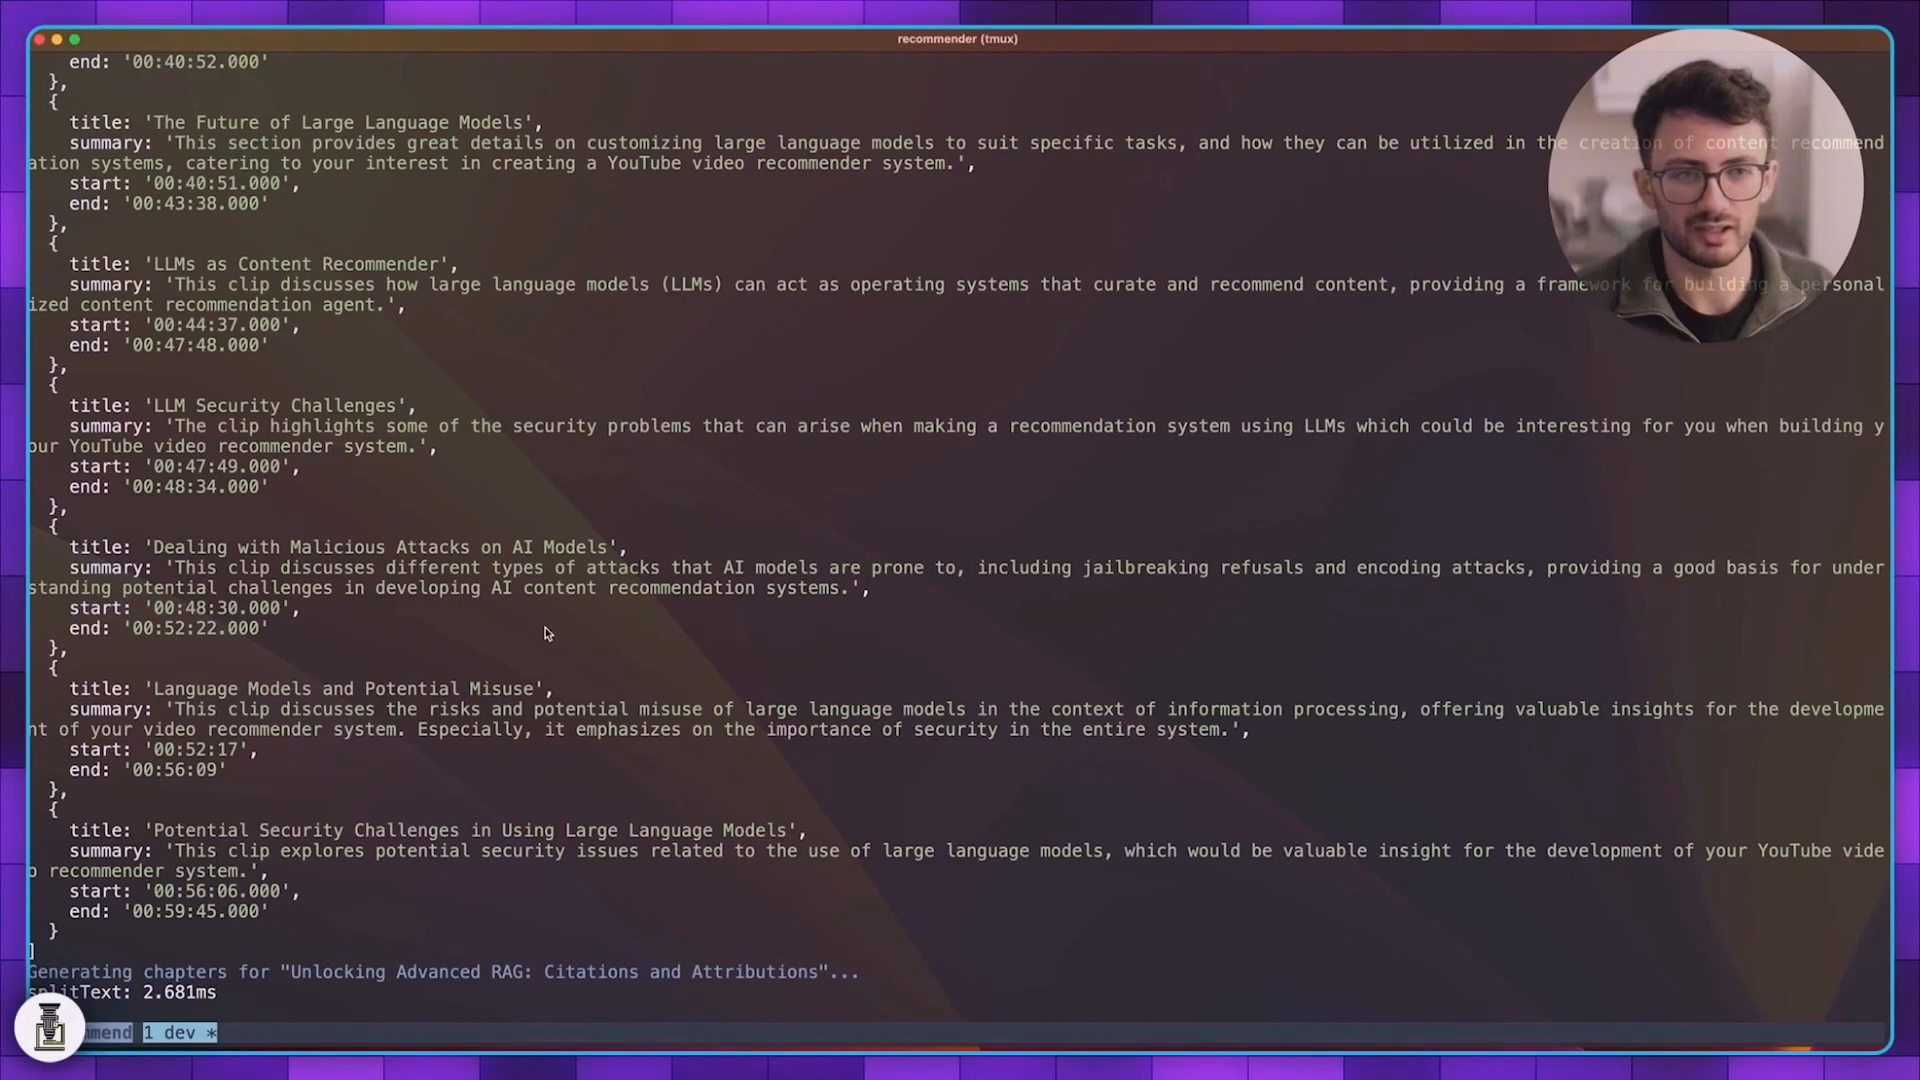 recommender (tmux)
end: '00:40:52.000'
},
{
title: 'The Future of Large Language Models',
summary: 'This section provides great details on customizing large language models to suit specific tasks, and how they can be utilized in the creation of content recommend
ation systems, catering to your interest in creating a YouTube video recommender system.',
start: '00:40:51.000',
end: '00:43:38.000'
},
{
title: 'LLMs as Content Recommender',
summary: 'This clip discusses how large language models (LLMs) can act as operating systems that curate and recommend content, providing a framework for building a personal
ized content recommendation agent.',
start: '00:44:37.000',
end: '00:47:48.000'
},
{
title: 'LLM Security Challenges',
summary: 'The clip highlights some of the security problems that can arise when making a recommendation system using LLMs which could be interesting for you when building y
our YouTube video recommender system.',
start: '00:47:49.000',
end: '00:48:34.000'
},
{
title: 'Dealing with Malicious Attacks on AI Models',
summary: 'This clip discusses different types of attacks that AI models are prone to, including jailbreaking refusals and encoding attacks, providing a good basis for under
standing potential challenges in developing AI content recommendation systems.',
start: '00:48:30.000',
end: '00:52:22.000'
},
{
title: 'Language Models and Potential Misuse',
summary: 'This clip discusses the risks and potential misuse of large language models in the context of information processing, offering valuable insights for the developme
nt of your video recommender system. Especially, it emphasizes on the importance of security in the entire system.',
start: '00:52:17',
end: '00:56:09'
},
{
title: 'Potential Security Challenges in Using Large Language Models',
summary: 'This clip explores potential security issues related to the use of large language models, which would be valuable insight for the development of your YouTube vide
o recommender system.',
start: '00:56:06.000',
end: '00:59:45.000'
}
]
Generating chapters for "Unlocking Advanced RAG: Citations and Attributions"...
splitText: 2.681ms
mmend 1 dev *